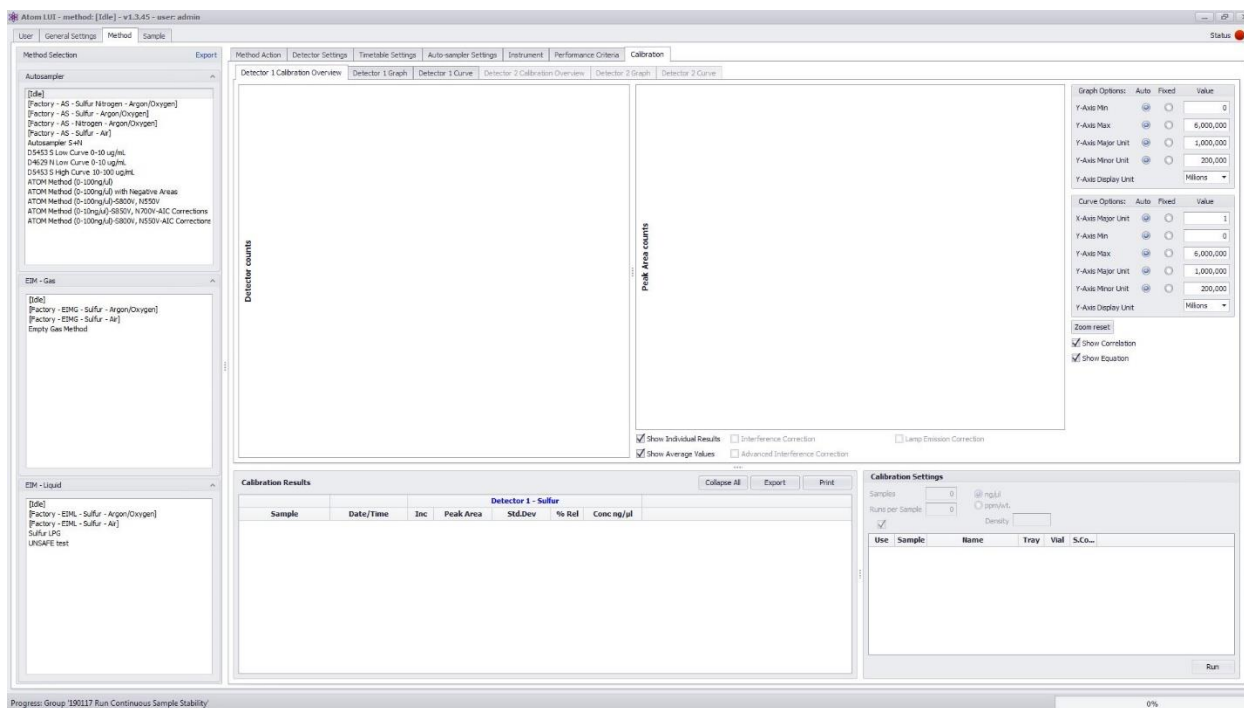 Atom LUI - method: [Idle] - v1.3.45 - user: admin
User General Settings Method Sample
Status
Method Selection Export
Autosampler
[Idle]
[Factory - AS - Sulfur Nitrogen - Argon/Oxygen]
[Factory - AS - Sulfur - Argon/Oxygen]
[Factory - AS - Nitrogen - Argon/Oxygen]
[Factory - AS - Sulfur - Air]
Autosampler S+N
D5453 S Low Curve 0-10 ug/mL
D4629 N Low Curve 0-10 ug/mL
D5453 S High Curve 10-100 ug/mL
ATOM Method (0-100ng/ul)
ATOM Method (0-100ng/ul) with Negative Areas
ATOM Method (0-100ng/ul)-S800V, N550V
ATOM Method (0-10ng/ul)-S850V, N700V-AIC Corrections
ATOM Method (0-100ng/ul)-S800V, N550V-AIC Corrections
EIM - Gas
[Idle]
[Factory - EIMG - Sulfur - Argon/Oxygen]
[Factory - EIMG - Sulfur - Air]
Empty Gas Method
EIM - Liquid
[Idle]
[Factory - EIML - Sulfur - Argon/Oxygen]
[Factory - EIML - Sulfur - Air]
Sulfur LPG
UNSAFE test
Method Action Detector Settings Timetable Settings Auto-sampler Settings Instrument Performance Criteria Calibration
Detector 1 Calibration Overview Detector 1 Graph Detector 1 Curve Detector 2 Calibration Overview Detector 2 Graph Detector 2 Curve
Detector counts
Peak Area counts
Show Individual Results Interference Correction Lamp Emission Correction
Show Average Values Advanced Interference Correction
Graph Options: Auto Fixed Value
Y-Axis Min 0
Y-Axis Max 6,000,000
Y-Axis Major Unit 1,000,000
Y-Axis Minor Unit 200,000
Y-Axis Display Unit Millions
Curve Options: Auto Fixed Value
X-Axis Major Unit 1
Y-Axis Min 0
Y-Axis Max 6,000,000
Y-Axis Major Unit 1,000,000
Y-Axis Minor Unit 200,000
Y-Axis Display Unit Millions
Zoom reset
Show Correlation
Show Equation
Calibration Results Collapse All Export Print
Detector 1 - Sulfur
Sample Date/Time Inc Peak Area Std.Dev % Rel Conc ng/µl
Calibration Settings
Samples 0 ng/µl
Runs per Sample 0 ppm/wt.
Density
Use Sample Name Tray Vial S.Co...
Run
Progress: Group '190117 Run Continuous Sample Stability'
0%